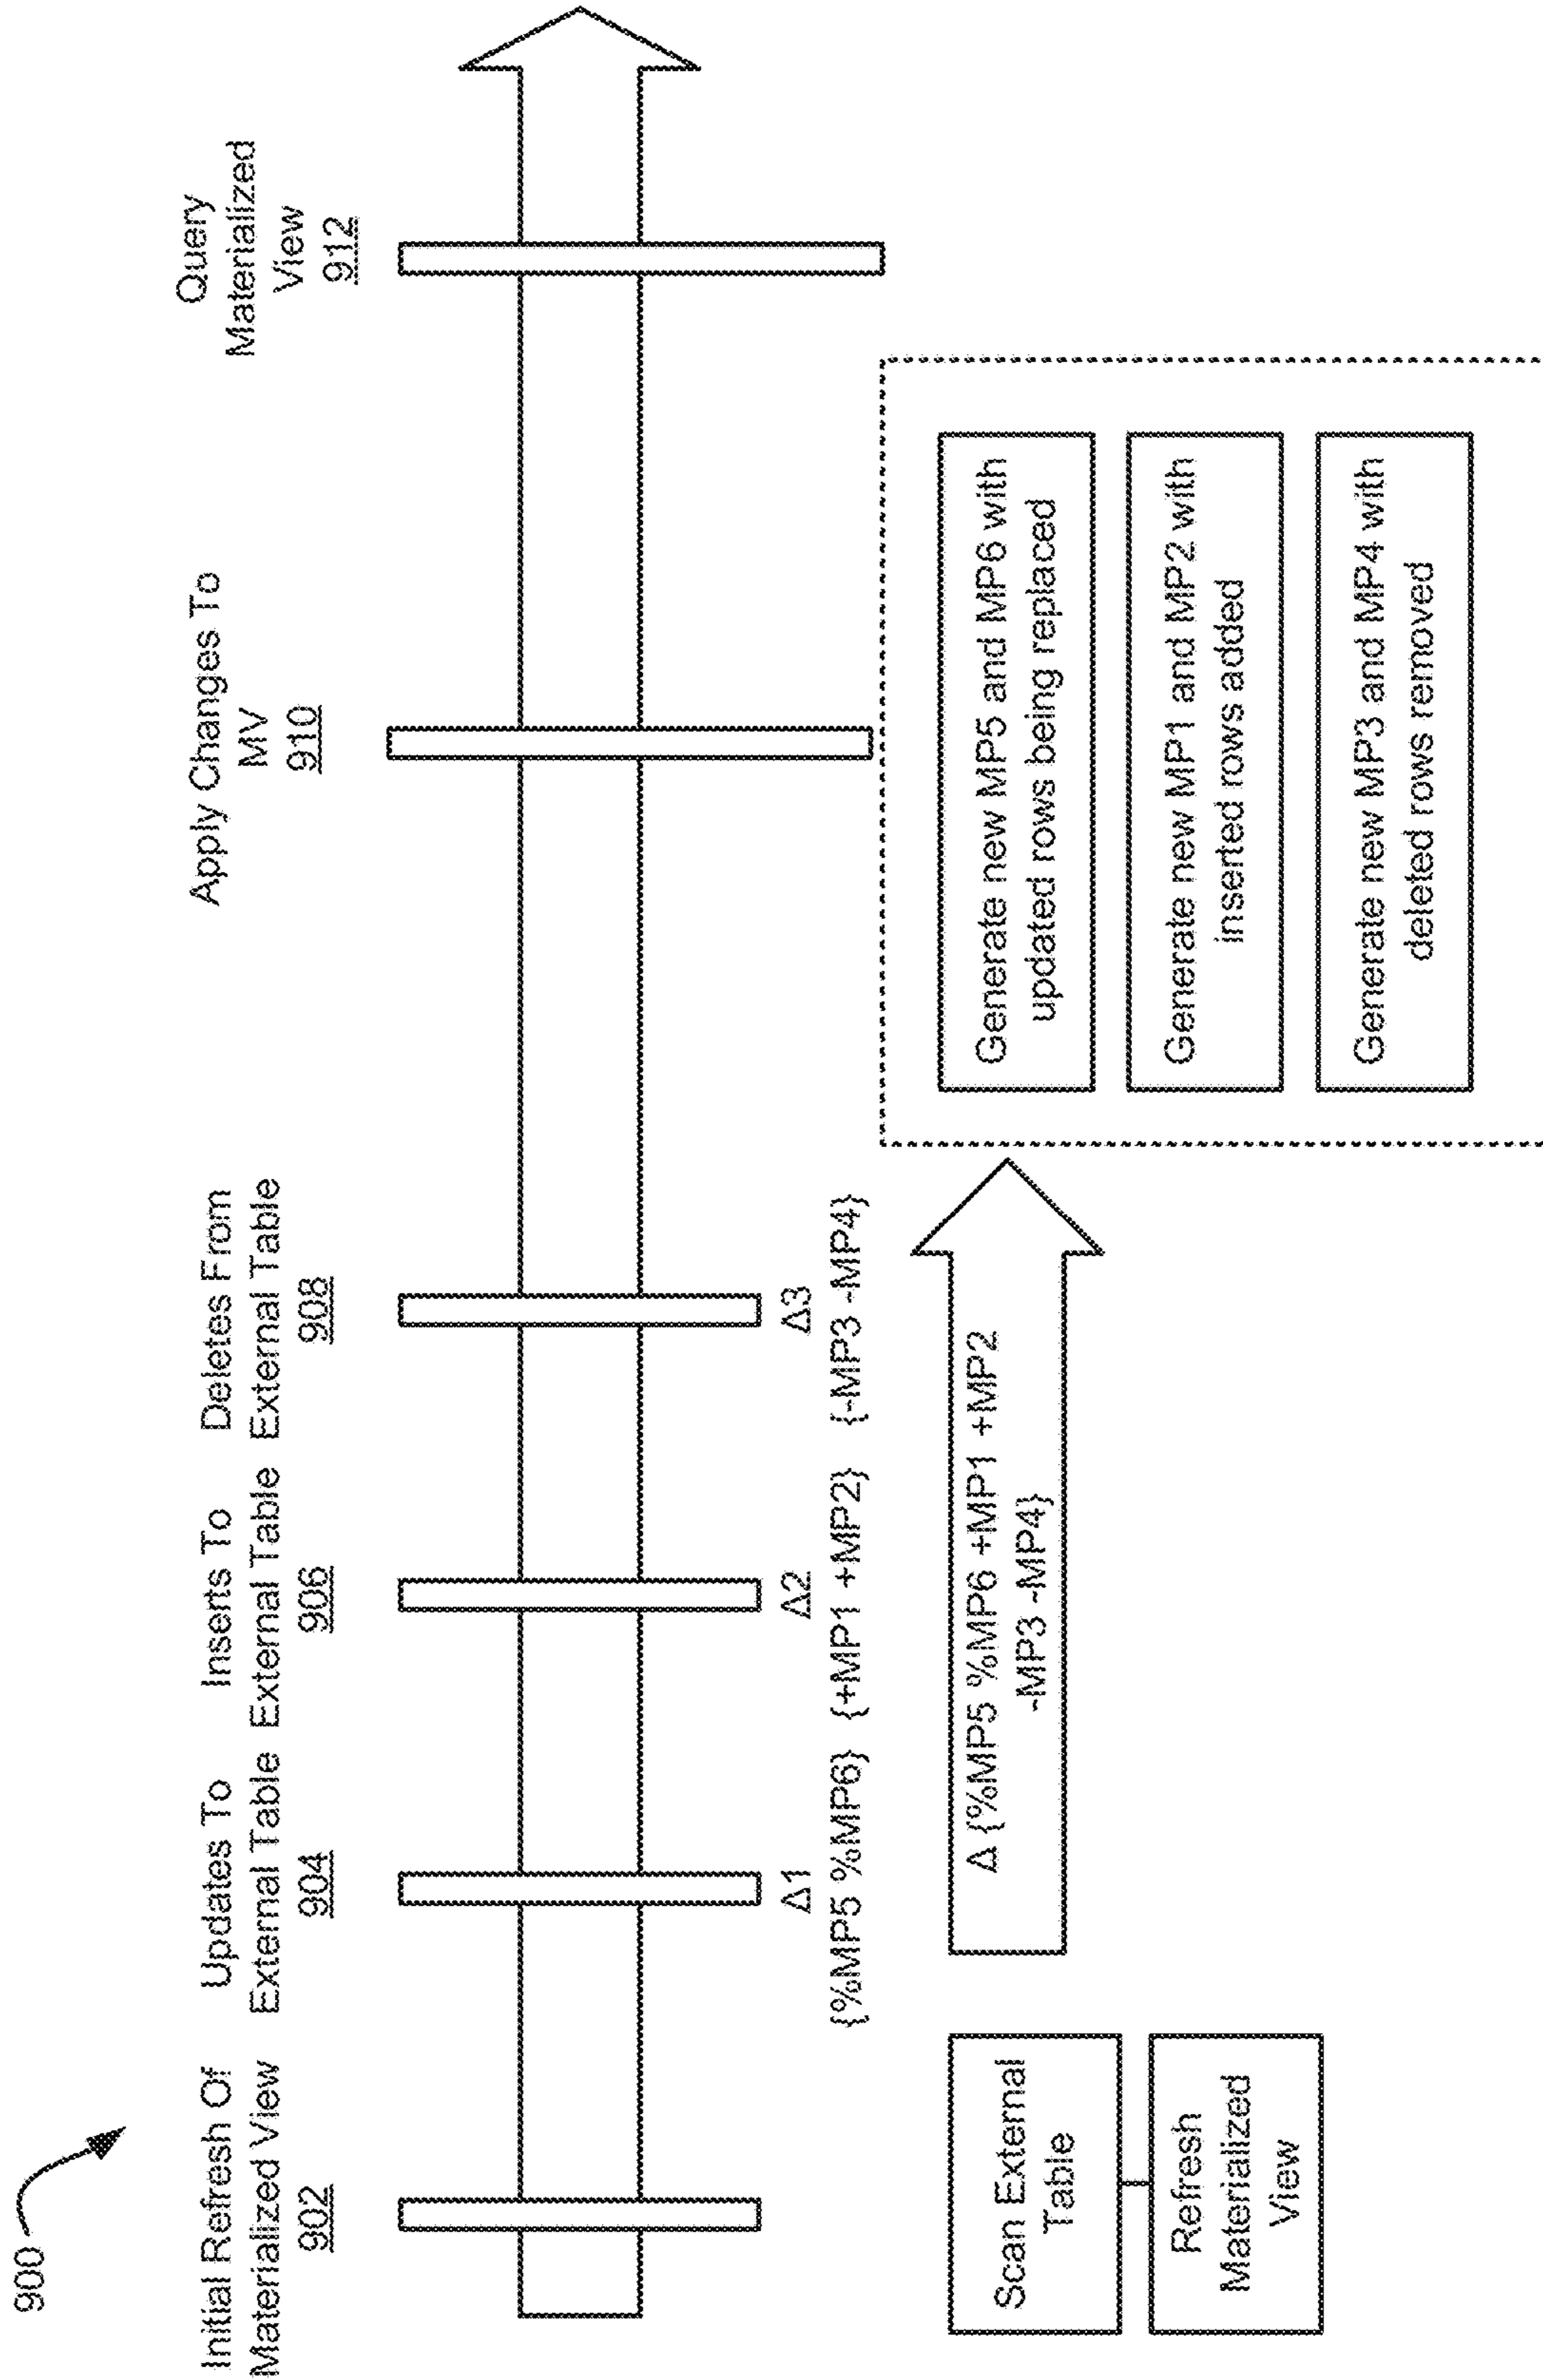 900
Initial Refresh Of
Materialized View
902
Updates To
External Table
904
Inserts To
External Table
906
Deletes From
External Table
908
Apply Changes To
MV
910
Query
Materialized
View
912
Δ1
{%MP5 %MP6}
Δ2
{+MP1 +MP2}
Δ3
{-MP3 -MP4}
Scan External
Table
Refresh
Materialized
View
Δ {%MP5 %MP6 +MP1 +MP2
-MP3 -MP4}
Generate new MP5 and MP6 with
updated rows being replaced
Generate new MP1 and MP2 with
inserted rows added
Generate new MP3 and MP4 with
deleted rows removed